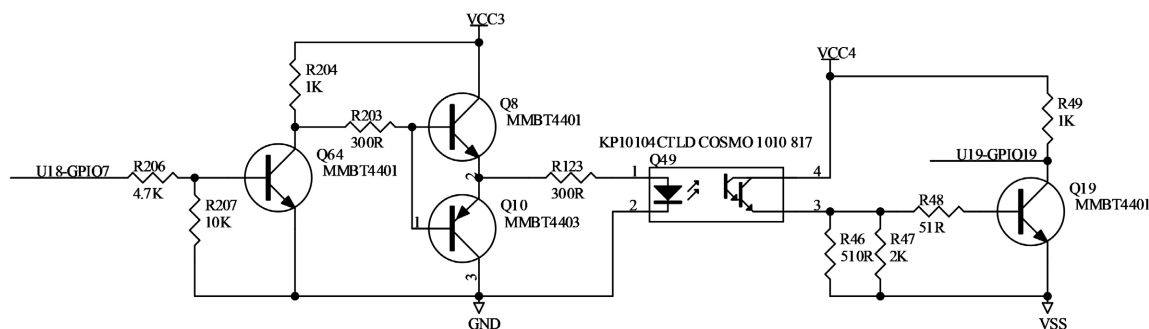 VCC3
VCC4
R204
1K
R203
300R
Q8
MMBT4401
R49
1K
KP10104CTLD COSMO 1010 817
Q49
U18-GPIO7
R206
4.7K
Q64
MMBT4401
2
R123
300R
1
4
U19-GPIO19
R207
10K
1
Q10
MMBT4403
2
3
R48
51R
Q19
MMBT4401
R46
510R
R47
2K
3
GND
VSS